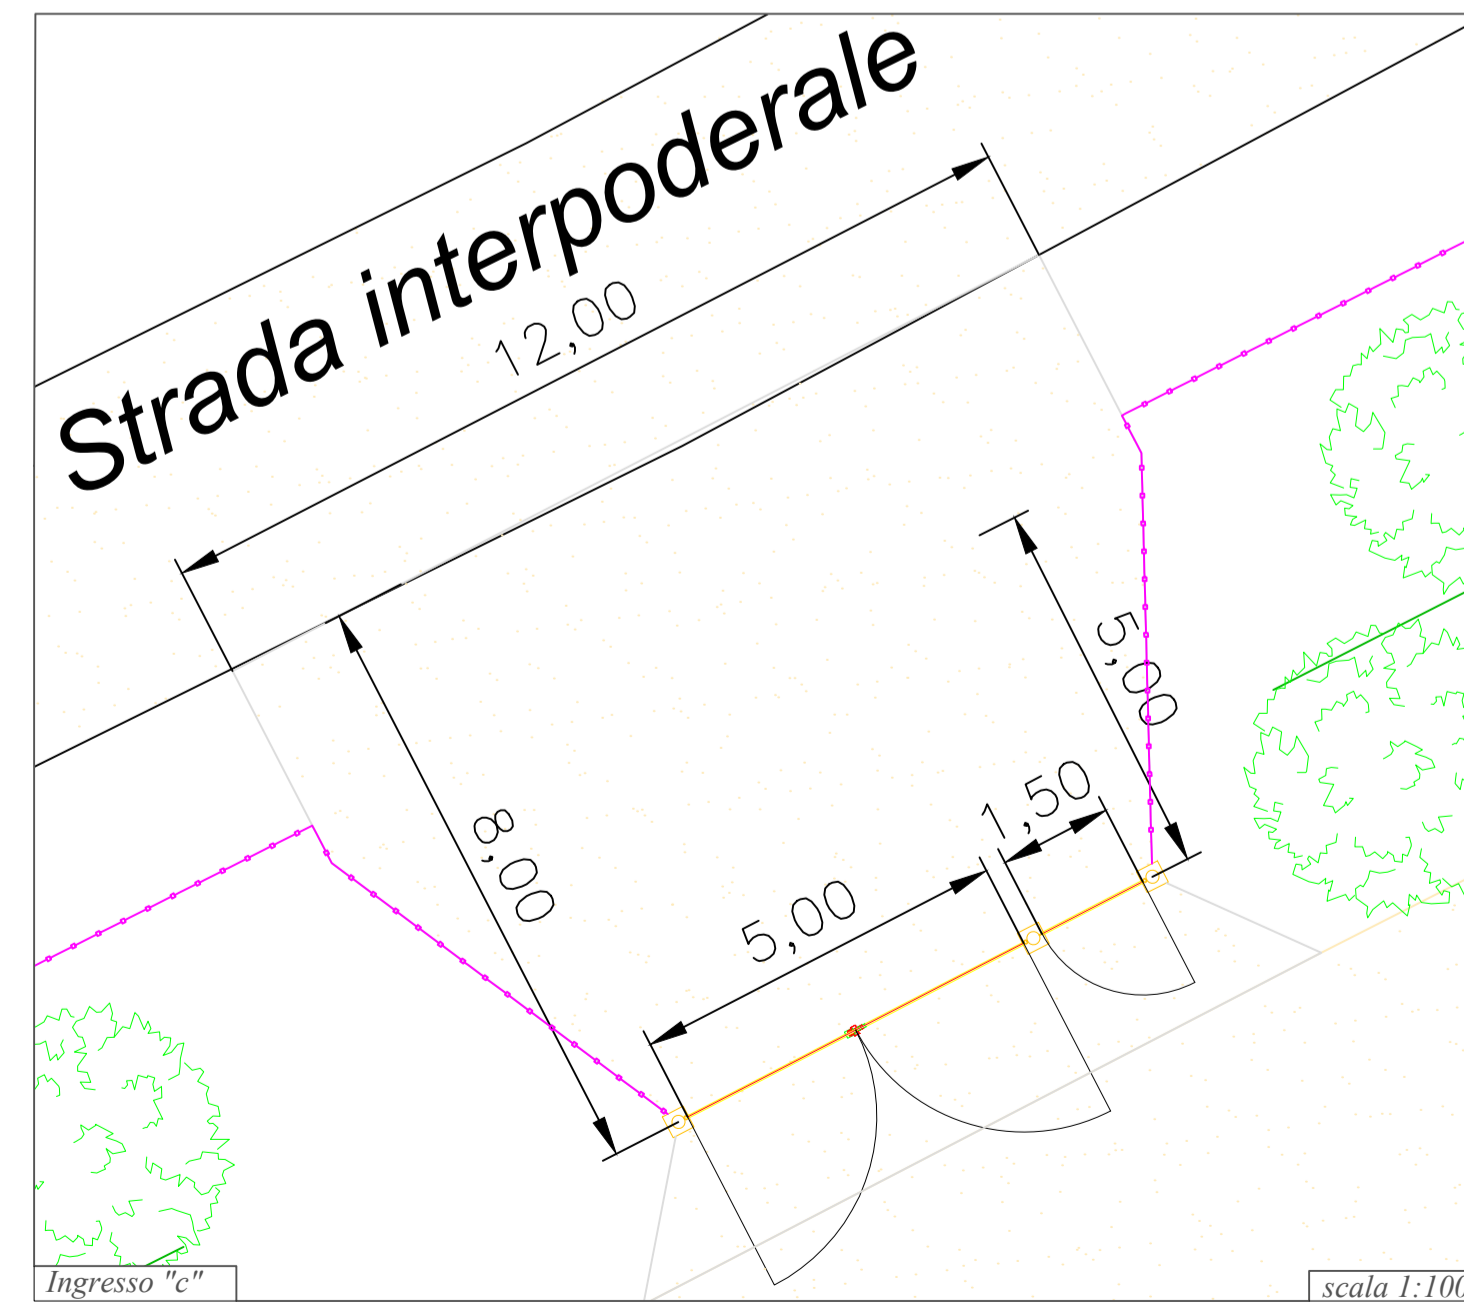 Strada interpoderale
12,00
5,00
8,00
1,50
5,00
Ingresso "c"
scala 1:100